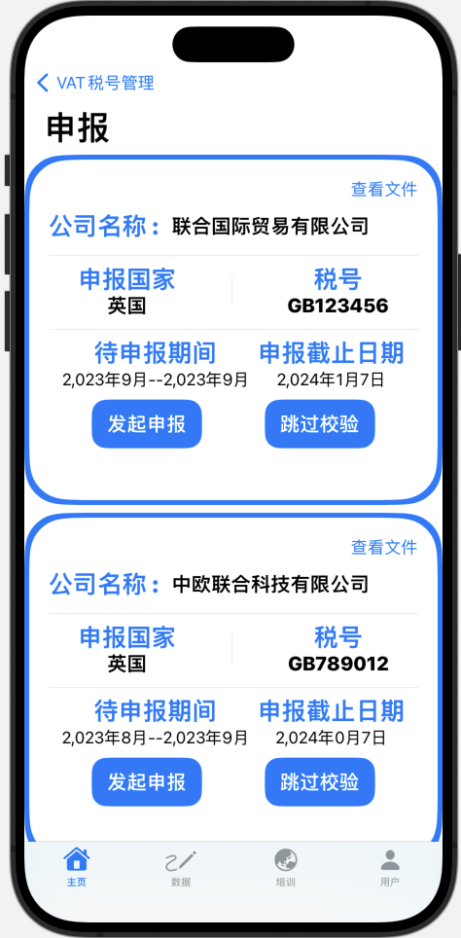 VAT税号管理
申报
查看文件
公司名称： 联合国际贸易有限公司
申报国家 税号
英国 GB123456
待申报期间 申报截止日期
2,023年9月--2,023年9月 2,024年1月7日
发起申报 跳过校验
查看文件
公司名称： 中欧联合科技有限公司
申报国家 税号
英国 GB789012
待申报期间 申报截止日期
2,023年8月--2,023年9月 2,024年0月7日
发起申报 跳过校验
主页 数据 培训 用户